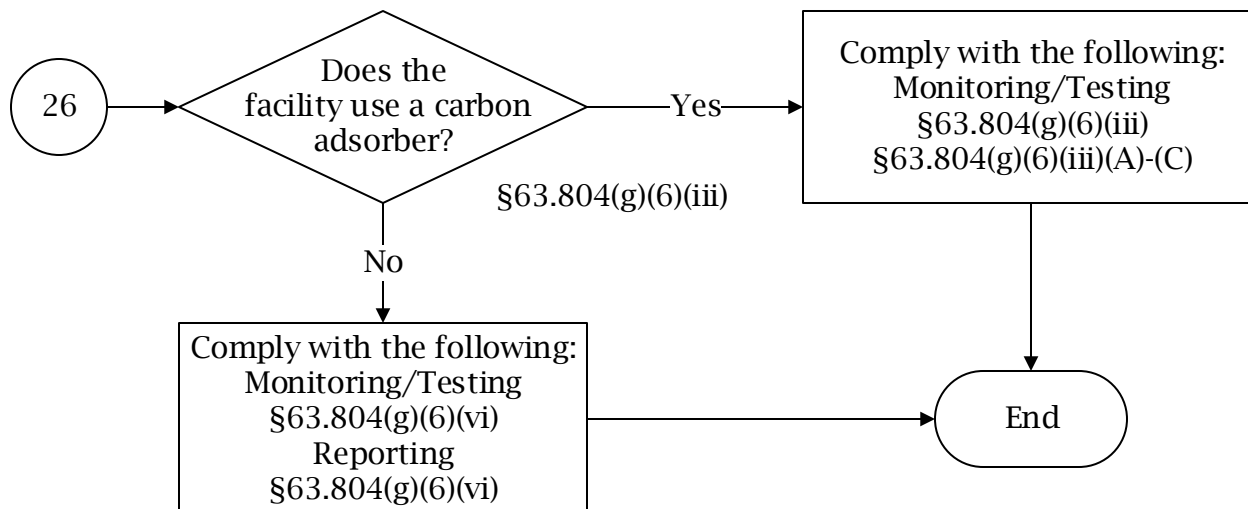 26
Does the
facility use a carbon
adsorber?
Yes
Comply with the following:
Monitoring/Testing
§63.804(g)(6)(iii)
§63.804(g)(6)(iii)(A)-(C)
§63.804(g)(6)(iii)
No
Comply with the following:
Monitoring/Testing
§63.804(g)(6)(vi)
Reporting
§63.804(g)(6)(vi)
End